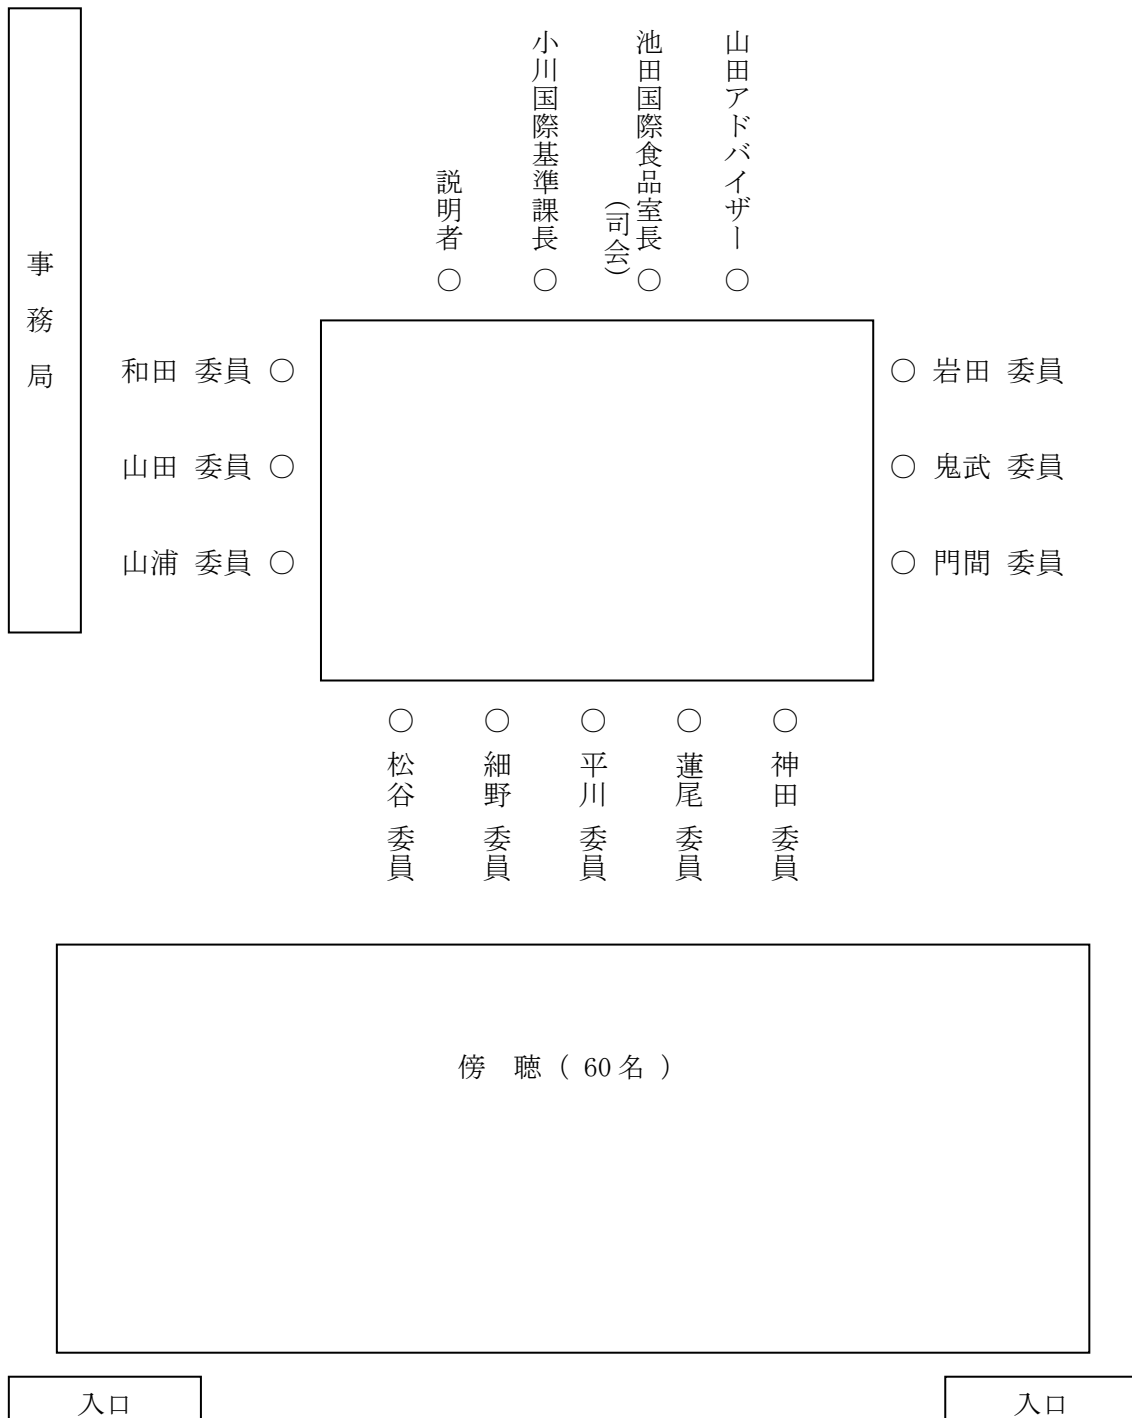 事務局
説明者 ○
小川国際基準課長 ○
池田国際食品室長 ○
(司会)
山田アドバイザー ○
和田 委員 ○
○ 岩田 委員
山田 委員 ○
○ 鬼武 委員
山浦 委員 ○
○ 門間 委員
○ 松谷 委員
○ 細野 委員
○ 平川 委員
○ 蓮尾 委員
○ 神田 委員
傍 聴 ( 60名 )
入口
入口